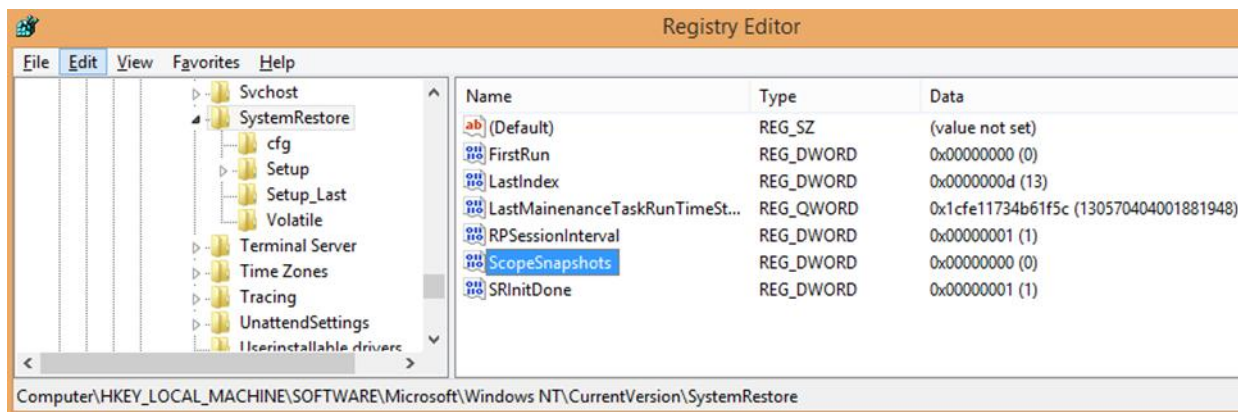 Registry Editor
File Edit View Favorites Help
Svchost
SystemRestore
cfg
Setup
Setup_Last
Volatile
Terminal Server
Time Zones
Tracing
UnattendSettings
Userinstallable.drivers
Name Type Data
(Default) REG_SZ (value not set)
FirstRun REG_DWORD 0x00000000 (0)
LastIndex REG_DWORD 0x0000000d (13)
LastMainenanceTaskRunTimeSt... REG_QWORD 0x1cfe11734b61f5c (130570404001881948)
RPSessionInterval REG_DWORD 0x00000001 (1)
ScopeSnapshots REG_DWORD 0x00000000 (0)
SRInitDone REG_DWORD 0x00000001 (1)
Computer\HKEY_LOCAL_MACHINE\SOFTWARE\Microsoft\Windows NT\CurrentVersion\SystemRestore